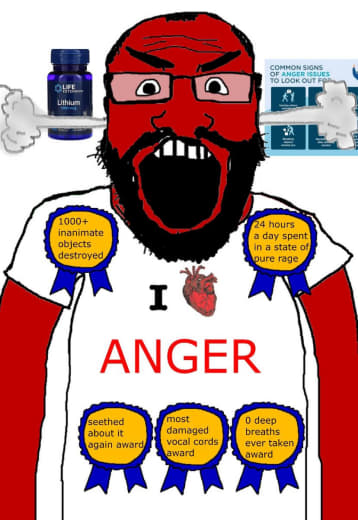 LIFE
EXTENSION
Lithium
COMMON SIGNS
OF ANGER ISSUES
TO LOOK OUT FOR
1000+
inanimate
objects
destroyed
24 hours
a day spent
in a state of
pure rage
I
ANGER
seethed
about it
again award
most
damaged
vocal cords
award
0 deep
breaths
ever taken
award